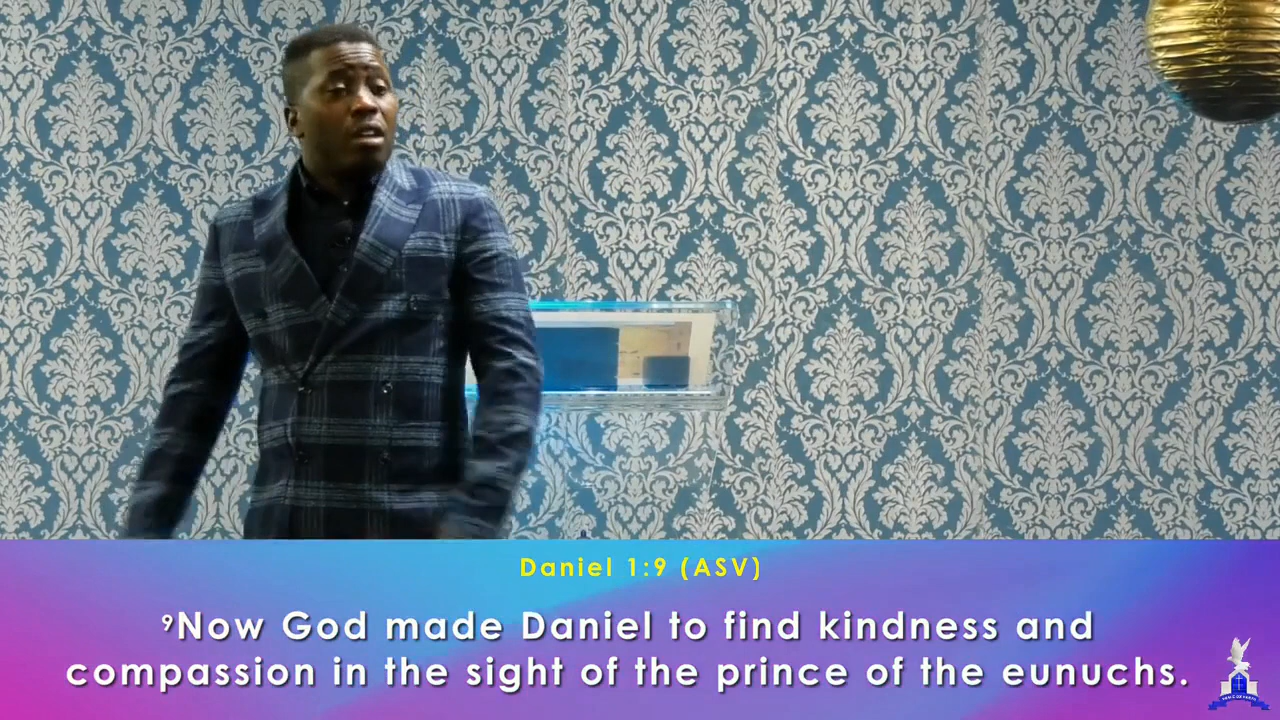 Daniel 1:9 (ASV)
⁹Now God made Daniel to find kindness and
compassion in the sight of the prince of the eunuchs.